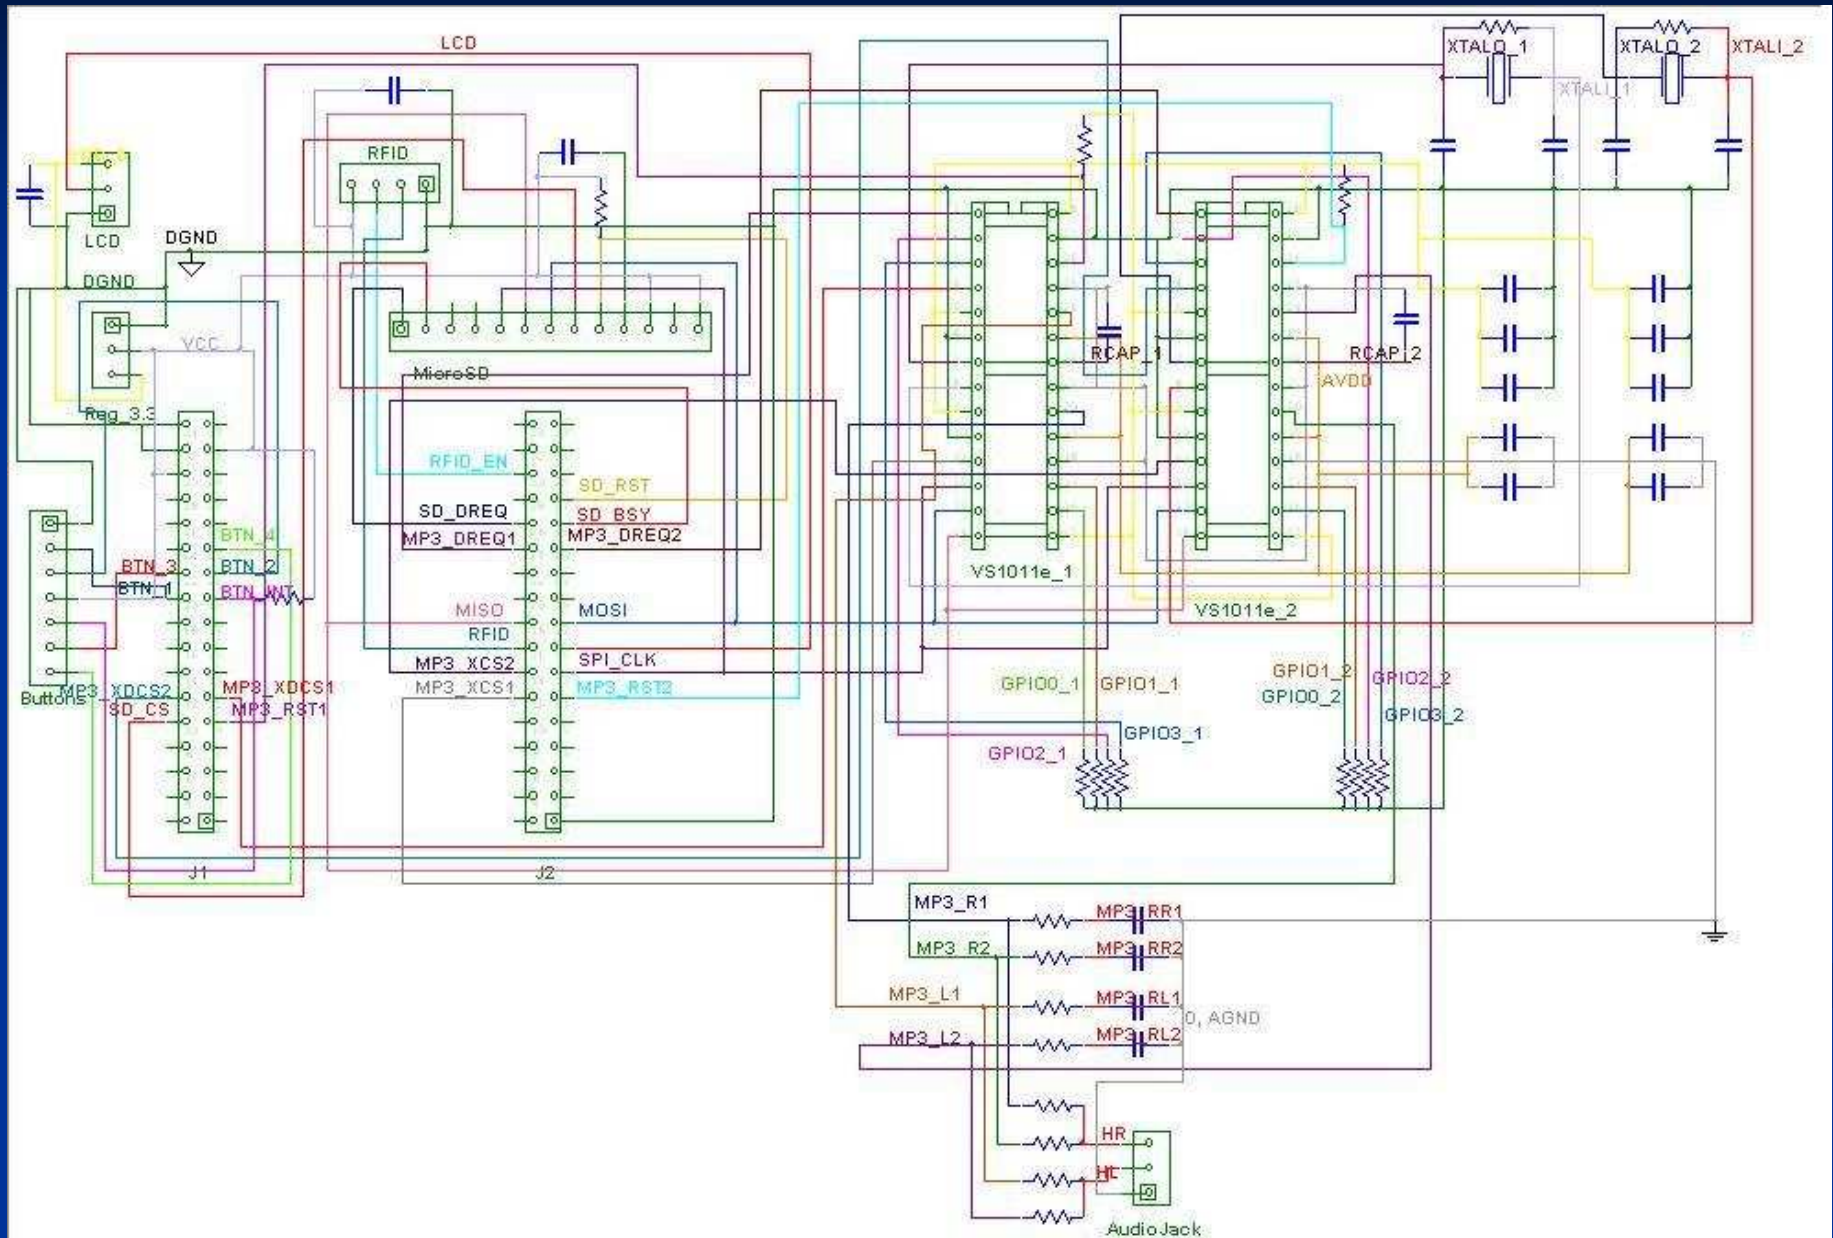 LCD
XTALO_1
XTALO_2
XTALI_2
XTALI_1
RFID
LCD
DGND
DGND
VCC
RCAP_1
RCAP_2
MicroSD
AVDD
Reg_3.3
RFID_EN
SD_RST
SD_DREQ
SD_BSY
BTN_4
MP3_DREQ1
MP3_DREQ2
BTN_3
BTN_2
VS1011e_1
BTN_1
BTN_INT
MISO
MOSI
VS1011e_2
RFID
MP3_XCS2
SPI_CLK
GPIO1_2
GPIO2_2
MP3_XDCS2
MP3_XDCS1
MP3_XCS1
MP3_RST2
GPIO0_1
GPIO1_1
GPIO0_2
Buttons
SD_CS
MP3_RST1
GPIO3_2
GPIO3_1
GPIO2_1
J1
J2
MP3_R1
MP3_RR1
MP3_R2
MP3_RR2
MP3_L1
MP3_RL1
0, AGND
MP3_L2
MP3_RL2
HR
HL
AudioJack